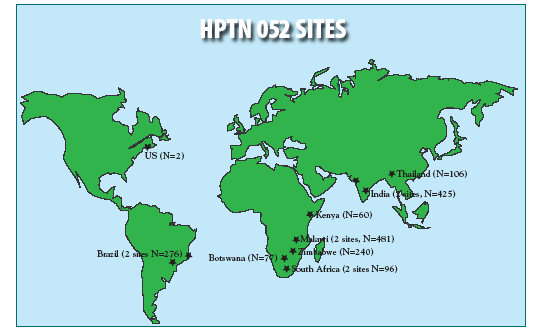 HPTN 052 SITES
US (N=2)
Thailand (N=106)
India (2 sites, N=425)
Kenya (N=60)
Malawi (2 sites, N=481)
Brazil (2 sites N=276)
Zimbabwe (N=240)
Botswana (N=77)
South Africa (2 sites N=96)